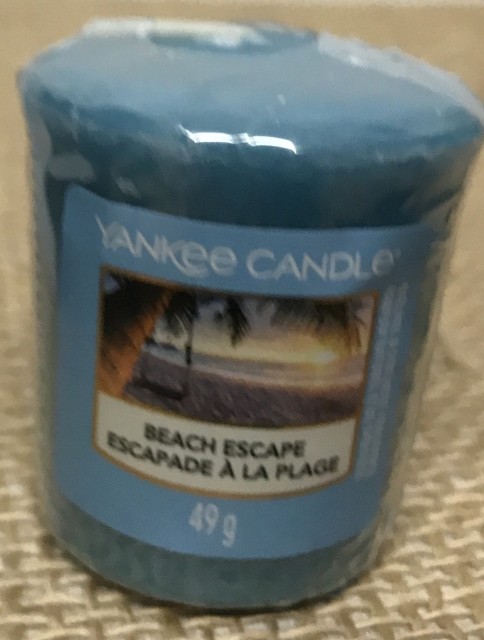 YANKEE CANDLE
BEACH ESCAPE
ESCAPADE À LA PLAGE
49 g